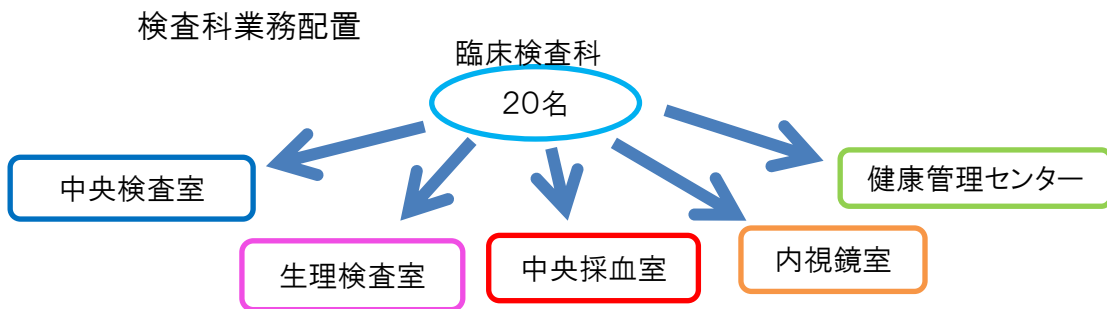 検査科業務配置
臨床検査科
20名
中央検査室
生理検査室
中央採血室
内視鏡室
健康管理センター